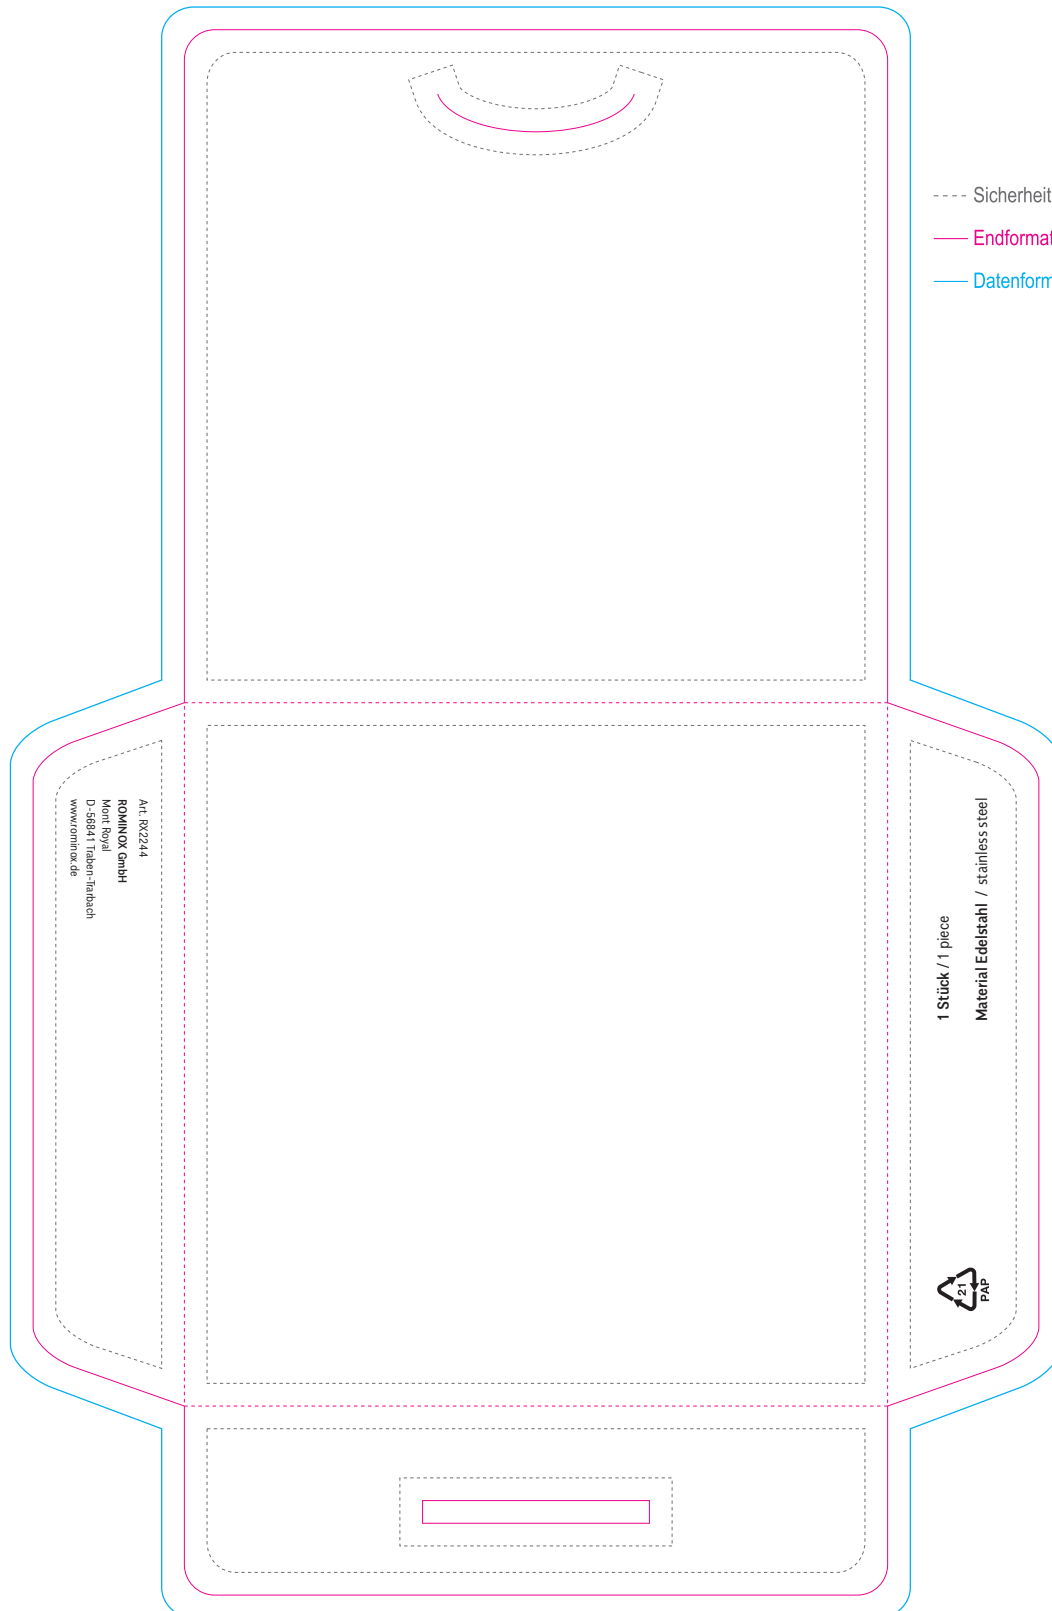 Sicherheit
Endformat
Datenform
Art. RX2244
ROMINOX GmbH
Mont Royal
D-56841 Traben-Trarbach
www.rominox.de
1 Stück / 1 piece
Material Edelstahl / stainless steel
21
PAP